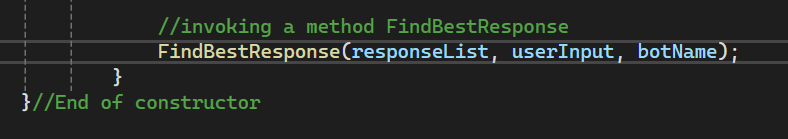 //invoking a method FindBestResponse
FindBestResponse(responseList, userInput, botName);
}
}//End of constructor